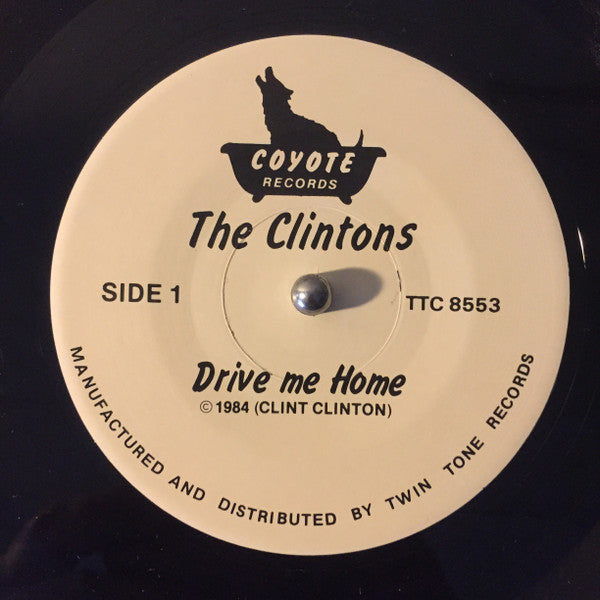 COYOTE
RECORDS
The Clintons
SIDE 1
TTC 8553
Drive me Home
©1984 (CLINT CLINTON)
MANUFACTURED AND DISTRIBUTED BY TWIN TONE RECORDS